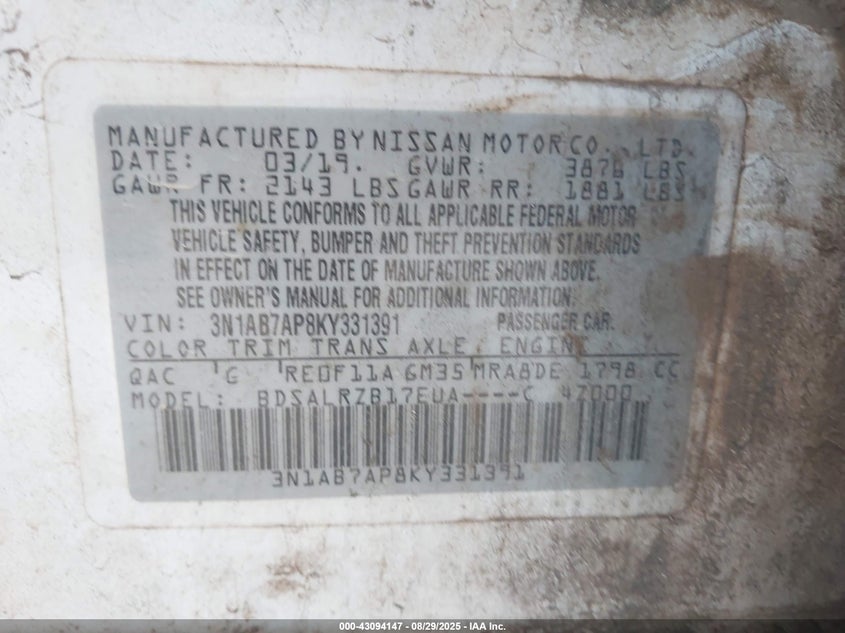 MANUFACTURED BY NISSAN MOTOR CO., LTD.
DATE: 03/19. GVWR: 3876 LBS
GAWR FR: 2143 LBS GAWR RR: 1881 LBS
THIS VEHICLE CONFORMS TO ALL APPLICABLE FEDERAL MOTOR
VEHICLE SAFETY, BUMPER AND THEFT PREVENTION STANDARDS
IN EFFECT ON THE DATE OF MANUFACTURE SHOWN ABOVE.
SEE OWNER'S MANUAL FOR ADDITIONAL INFORMATION.
VIN: 3N1AB7AP8KY331391 PASSENGER CAR.
COLOR TRIM TRANS AXLE ENGINE
QAC G RE0F11A GM35 MRA8DE 1798 CC
MODEL: BDSALRZB17EUA----C 4Z000
3N1AB7AP8KY331391
000-43094147 - 08/29/2025 - IAA Inc.